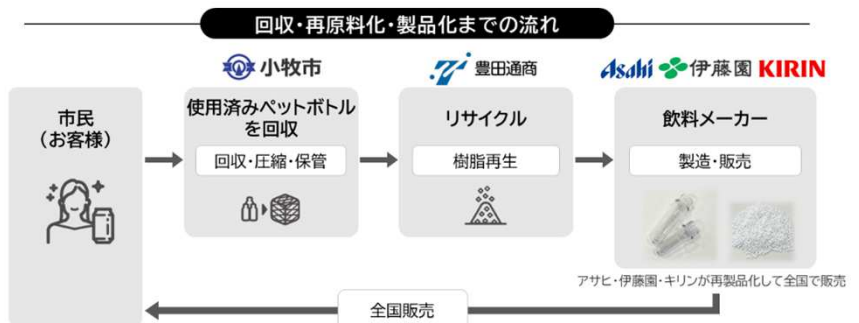 回収・再原料化・製品化までの流れ
小牧市
豊田通商
Asahi
伊藤園
KIRIN
市民
（お客様）
使用済みペットボトル
を回収
回収・圧縮・保管
リサイクル
樹脂再生
飲料メーカー
製造・販売
アサヒ・伊藤園・キリンが再製品化して全国で販売
全国販売